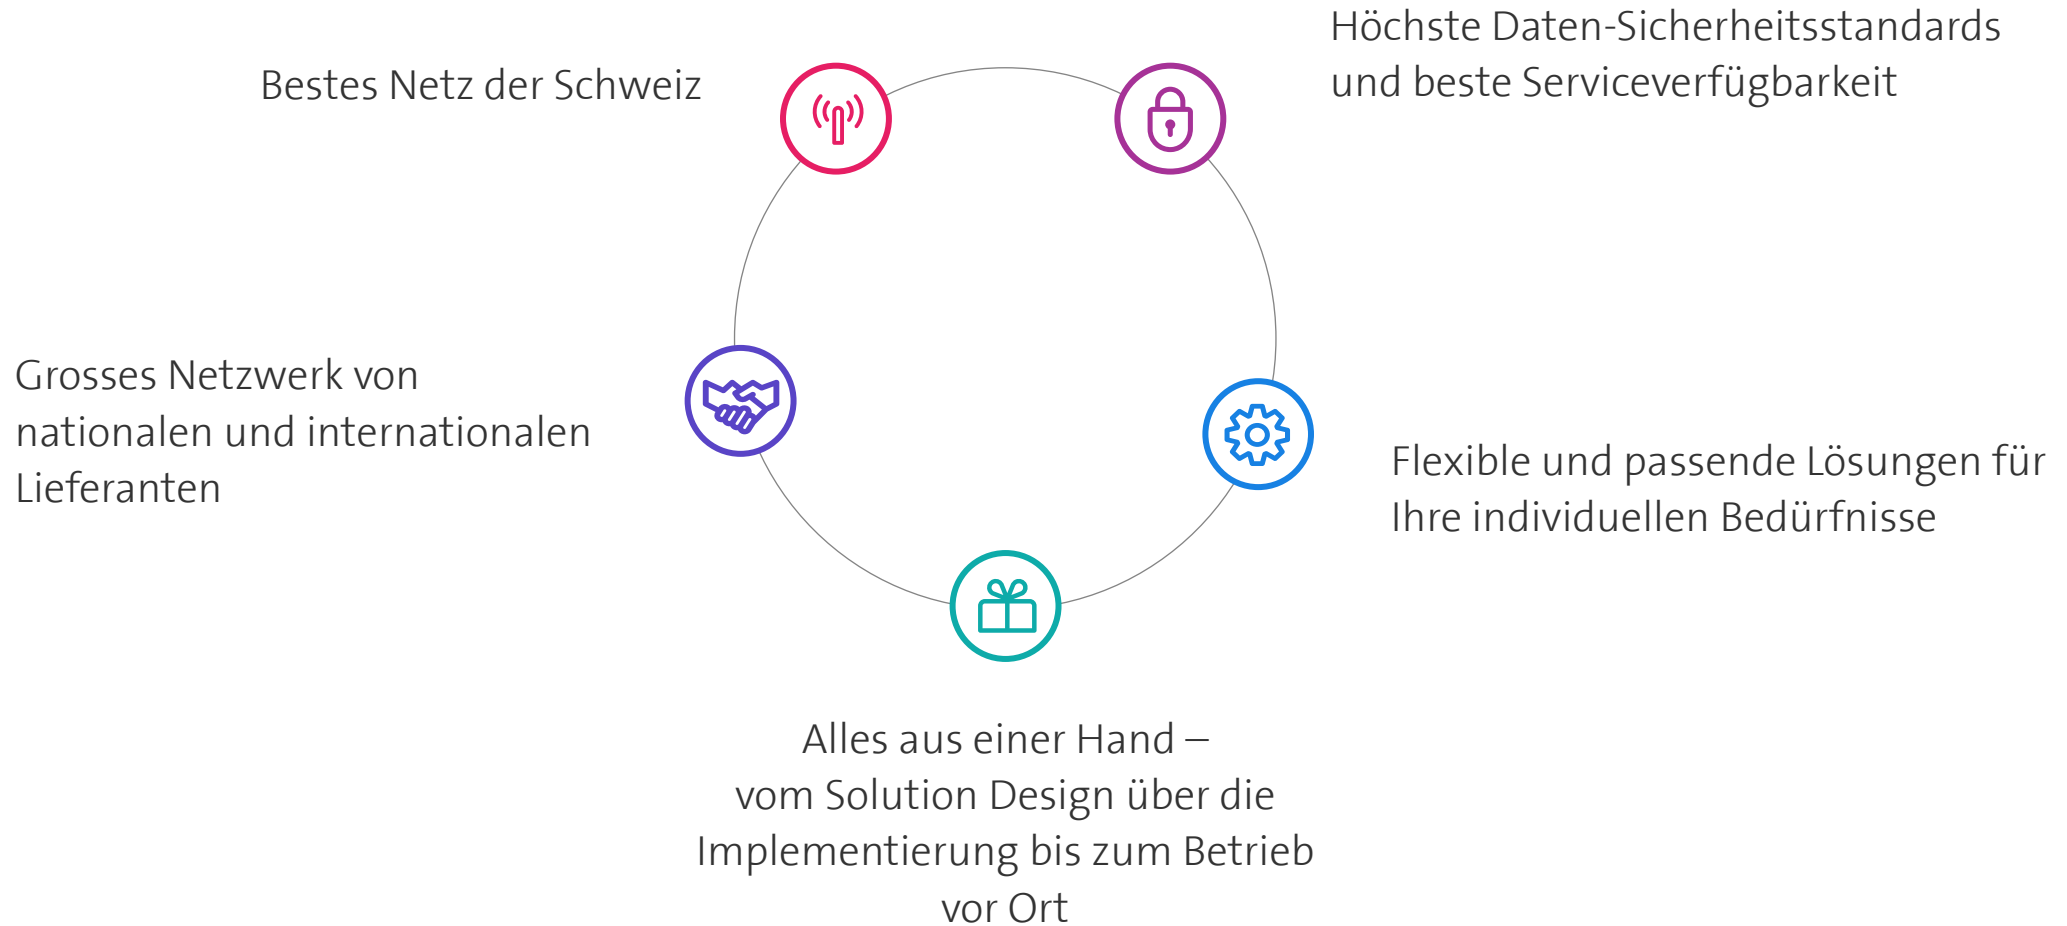 Bestes Netz der Schweiz
Höchste Daten-Sicherheitsstandards
und beste Serviceverfügbarkeit
Grosses Netzwerk von
nationalen und internationalen
Lieferanten
Flexible und passende Lösungen für
Ihre individuellen Bedürfnisse
Alles aus einer Hand –
vom Solution Design über die
Implementierung bis zum Betrieb
vor Ort